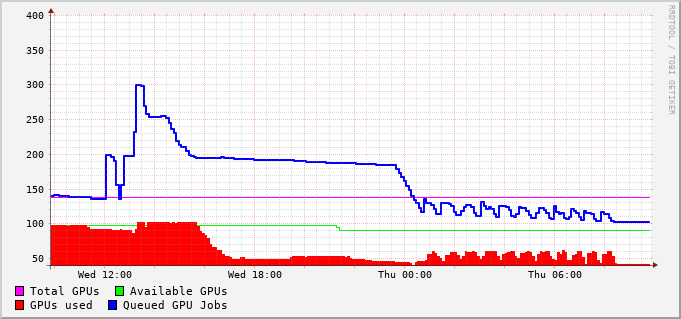 400
350
300
250
200
150
100
50
Wed 12:00 Wed 18:00 Thu 00:00 Thu 06:00
Total GPUs Available GPUs
GPUs used Queued GPU Jobs
RRDTOOL / TOBI OETIKER